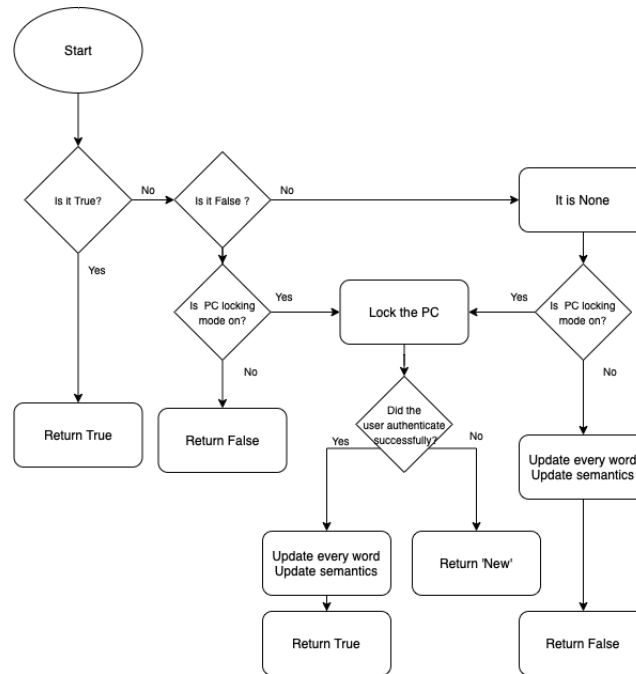 Start
Is it True?
No
Is it False ?
No
It is None
Yes
Is PC locking
mode on?
Yes
Lock the PC
Yes
Is PC locking
mode on?
No
No
Return True
Return False
Did the
user authenticate
successfully?
Yes
No
Update every word
Update semantics
Update every word
Update semantics
Return 'New'
Return True
Return False